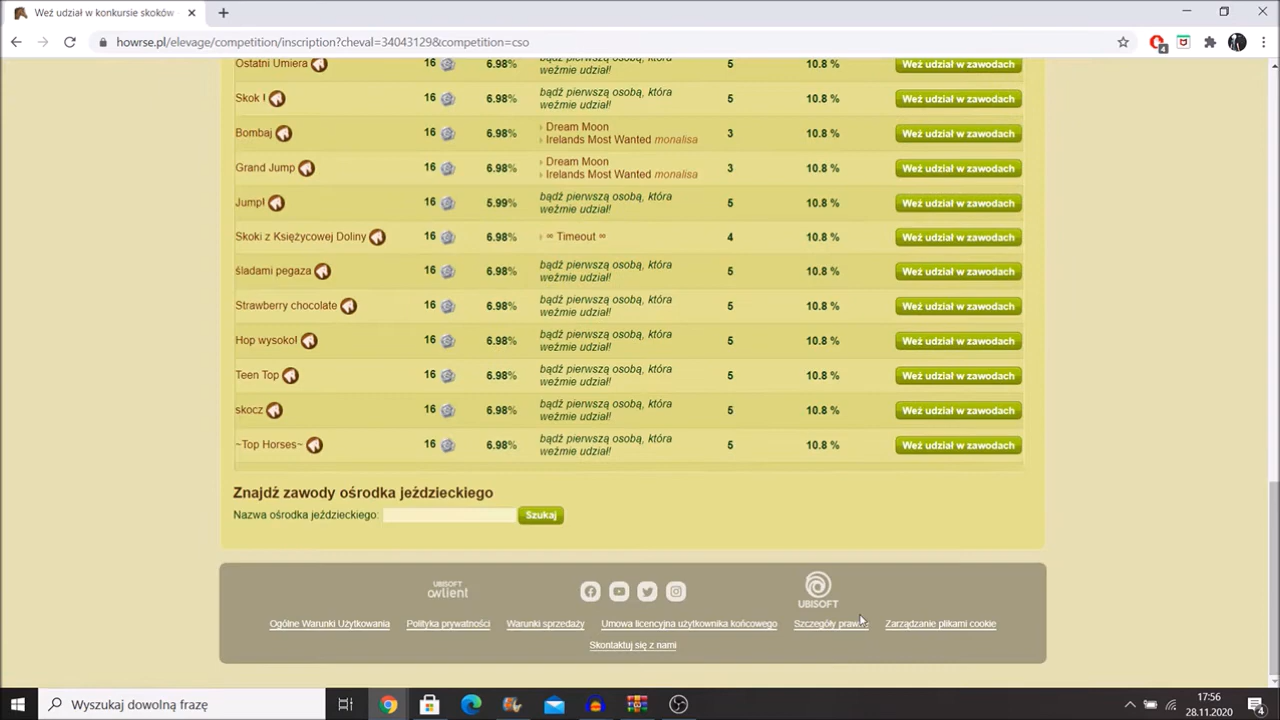 Weź udział w konkursie skoków
howrse.pl/elevage/competition/inscription?cheval=34043129&competition=cso
4
Ostatni Umiera 16 6.98% weźmie udział! 5 10.8 % Weź udział w zawodach
Skok ! 16 6.98% bądź pierwszą osobą, która weźmie udział! 5 10.8 % Weź udział w zawodach
Bombaj 16 6.98% Dream Moon Irelands Most Wanted monalisa 3 10.8 % Weź udział w zawodach
Grand Jump 16 6.98% Dream Moon Irelands Most Wanted monalisa 3 10.8 % Weź udział w zawodach
Jump! 16 5.99% bądź pierwszą osobą, która weźmie udział! 5 10.8 % Weź udział w zawodach
Skoki z Księżycowej Doliny 16 6.98% ∞ Timeout ∞ 4 10.8 % Weź udział w zawodach
śladami pegaza 16 6.98% bądź pierwszą osobą, która weźmie udział! 5 10.8 % Weź udział w zawodach
Strawberry chocolate 16 6.98% bądź pierwszą osobą, która weźmie udział! 5 10.8 % Weź udział w zawodach
Hop wysoko! 16 6.98% bądź pierwszą osobą, która weźmie udział! 5 10.8 % Weź udział w zawodach
Teen Top 16 6.98% bądź pierwszą osobą, która weźmie udział! 5 10.8 % Weź udział w zawodach
skocz 16 6.98% bądź pierwszą osobą, która weźmie udział! 5 10.8 % Weź udział w zawodach
~Top Horses~ 16 6.98% bądź pierwszą osobą, która weźmie udział! 5 10.8 % Weź udział w zawodach
Znajdź zawody ośrodka jeździeckiego
Nazwa ośrodka jeździeckiego: Szukaj
UBISOFT owlient UBISOFT
Ogólne Warunki Użytkowania Polityka prywatności Warunki sprzedaży Umowa licencyjna użytkownika końcowego Szczegóły prawne Zarządzanie plikami cookie
Skontaktuj się z nami
Wyszukaj dowolną frazę
17:56
28.11.2020
4